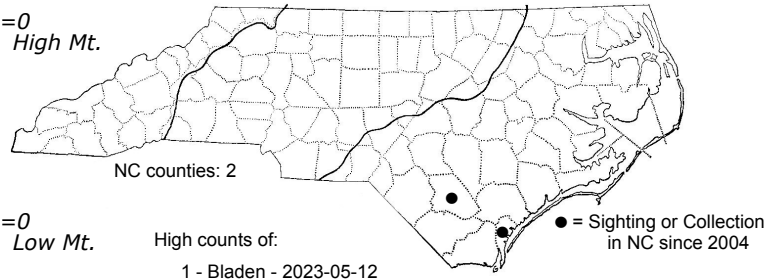 =0
High Mt.
NC counties: 2
=0
Low Mt.
High counts of:
1 - Bladen - 2023-05-12
● = Sighting or Collection
in NC since 2004